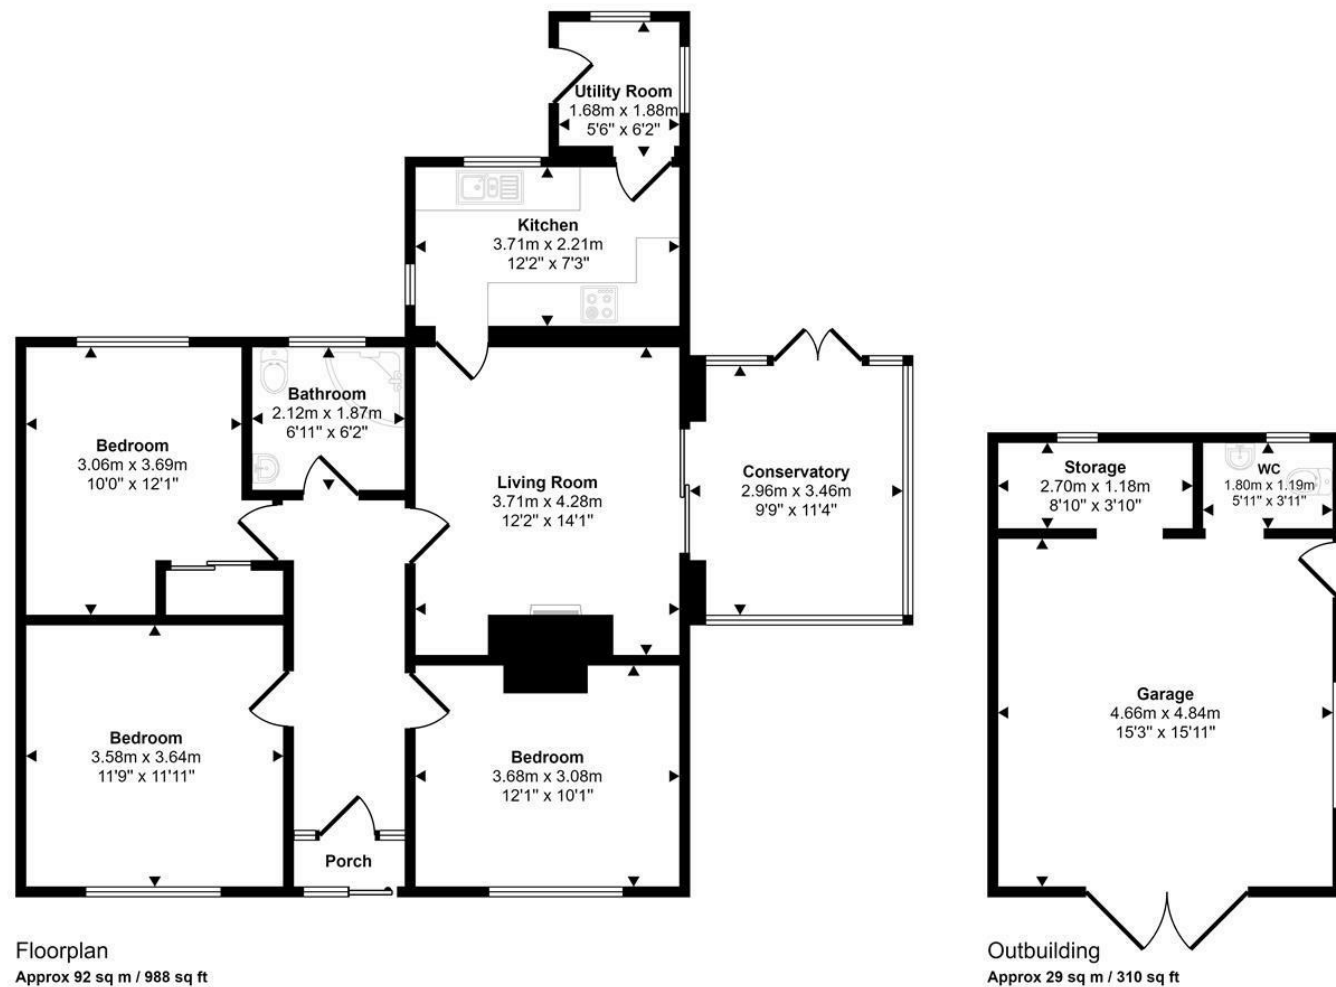 Utility Room
1.68m x 1.88m
5'6" x 6'2"
Kitchen
3.71m x 2.21m
12'2" x 7'3"
Bathroom
2.12m x 1.87m
6'11" x 6'2"
Bedroom
3.06m x 3.69m
10'0" x 12'1"
Living Room
3.71m x 4.28m
12'2" x 14'1"
Conservatory
2.96m x 3.46m
9'9" x 11'4"
Bedroom
3.58m x 3.64m
11'9" x 11'11"
Bedroom
3.68m x 3.08m
12'1" x 10'1"
Porch
Floorplan
Approx 92 sq m / 988 sq ft
Storage
2.70m x 1.18m
8'10" x 3'10"
WC
1.80m x 1.19m
5'11" x 3'11"
Garage
4.66m x 4.84m
15'3" x 15'11"
Outbuilding
Approx 29 sq m / 310 sq ft